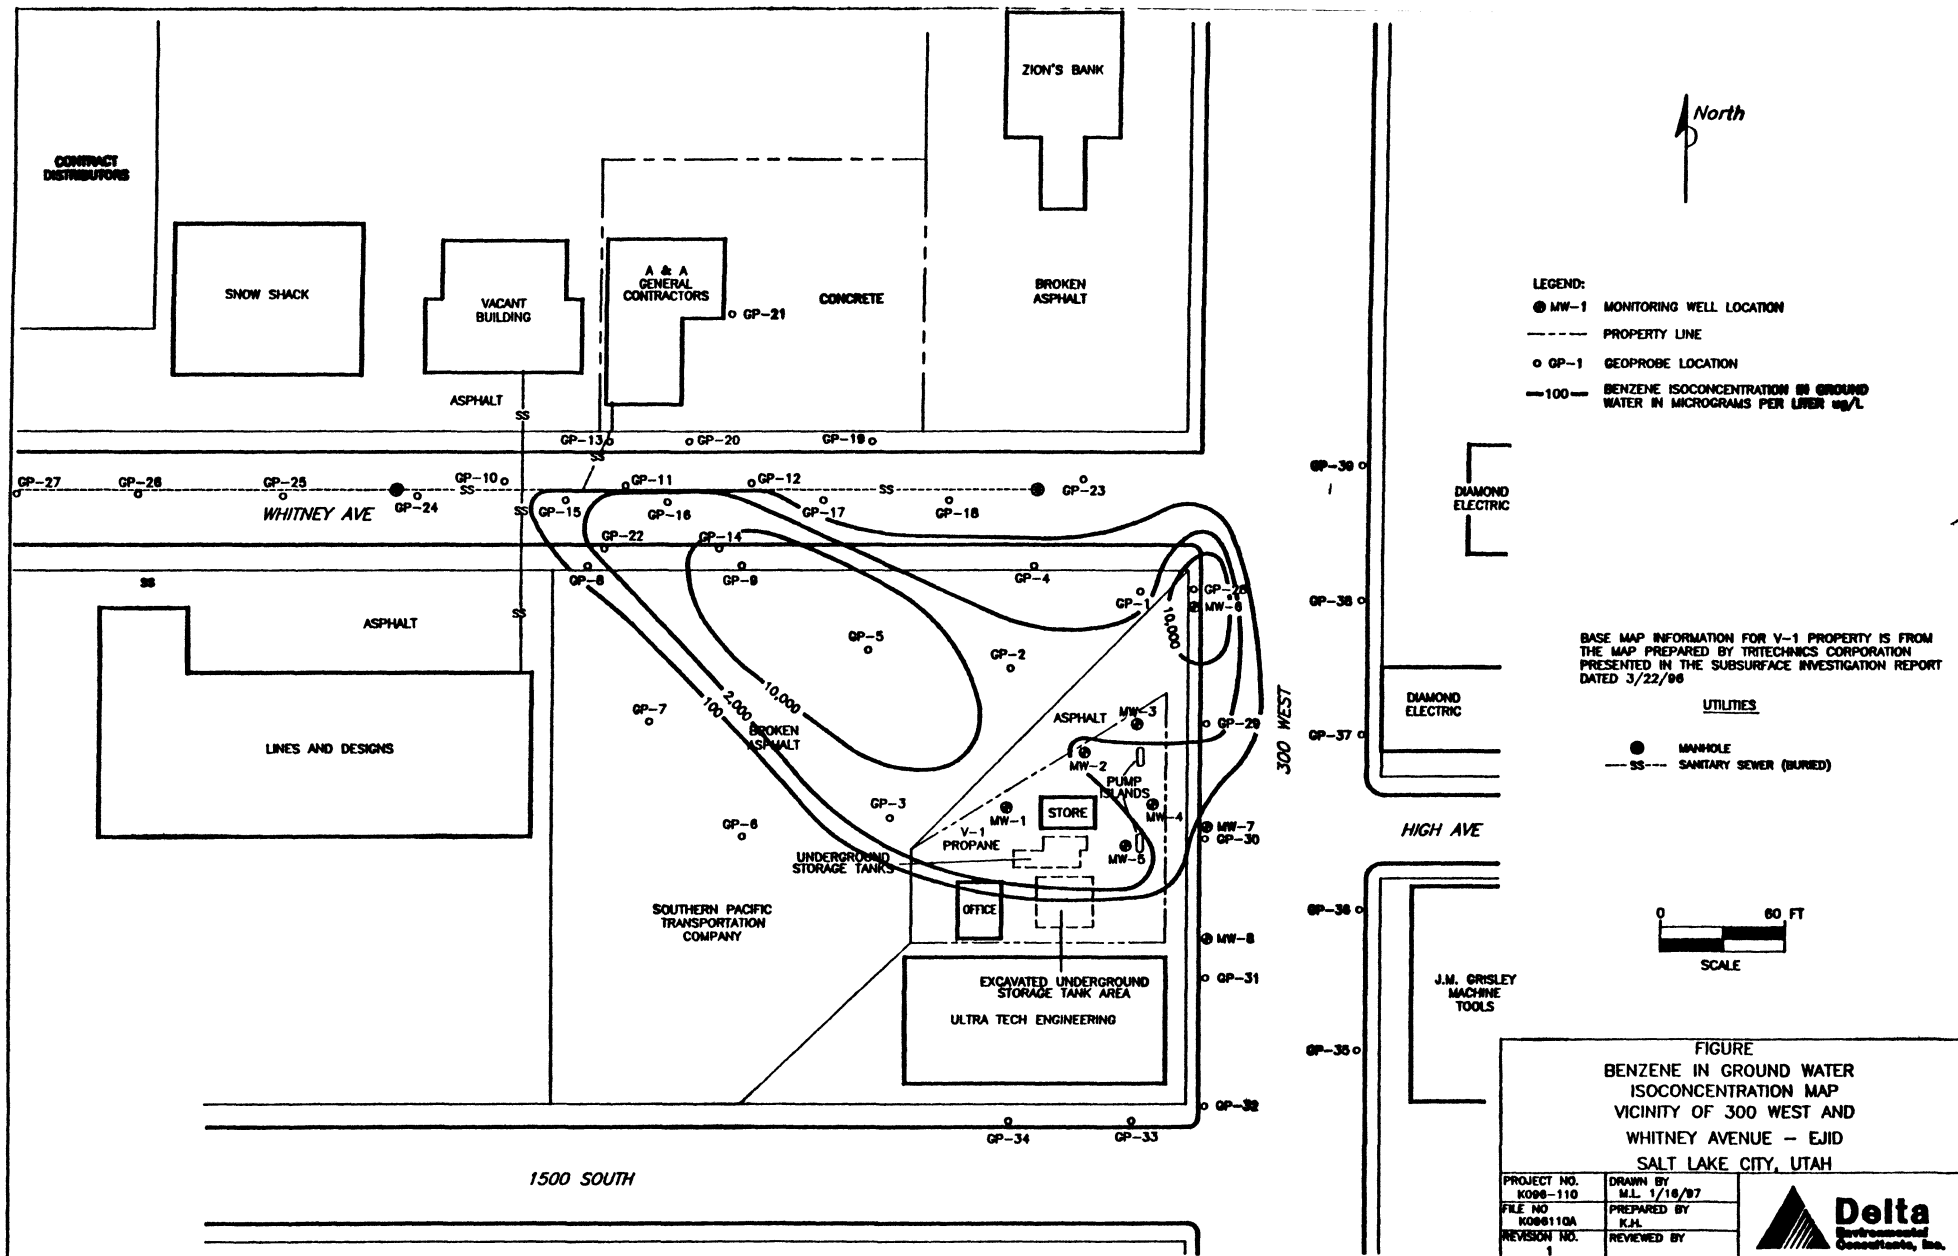 ZION'S BANK
North
CONTRACT
DISTRIBUTORS
SNOW SHACK
VACANT
BUILDING
A & A
GENERAL
CONTRACTORS
CONCRETE
BROKEN
ASPHALT
GP-21
LEGEND:
MW-1 MONITORING WELL LOCATION
PROPERTY LINE
GP-1 GEOPROBE LOCATION
100 BENZENE ISOCONCENTRATION IN GROUND
WATER IN MICROGRAMS PER LITER ug/L
ASPHALT
SS
GP-13
GP-20
GP-19
SS
GP-39
GP-27
GP-26
GP-25
GP-24
GP-10
SS
GP-11
GP-12
SS
GP-23
WHITNEY AVE
SS
GP-15
GP-16
GP-17
GP-18
DIAMOND
ELECTRIC
GP-22
GP-14
GP-8
GP-9
GP-4
GP-1
GP-28
MW-6
GP-38
SS
ASPHALT
SS
10,000
GP-5
GP-2
BASE MAP INFORMATION FOR V-1 PROPERTY IS FROM
THE MAP PREPARED BY TRITECHNICS CORPORATION
PRESENTED IN THE SUBSURFACE INVESTIGATION REPORT
DATED 3/22/96
UTILITIES
MANHOLE
SS SANITARY SEWER (BURIED)
GP-7
100
2,000
10,000
BROKEN
ASPHALT
ASPHALT
MW-3
GP-29
300 WEST
GP-37
DIAMOND
ELECTRIC
LINES AND DESIGNS
MW-2
PUMP
ISLANDS
GP-3
MW-1
STORE
MW-4
MW-7
GP-30
HIGH AVE
GP-6
V-1
PROPANE
MW-5
UNDERGROUND
STORAGE TANKS
OFFICE
SOUTHERN PACIFIC
TRANSPORTATION
COMPANY
MW-8
GP-36
0 60 FT
SCALE
EXCAVATED UNDERGROUND
STORAGE TANK AREA
ULTRA TECH ENGINEERING
GP-31
J.M. GRISLEY
MACHINE
TOOLS
GP-35
GP-32
GP-34
GP-33
1500 SOUTH
FIGURE
BENZENE IN GROUND WATER
ISOCONCENTRATION MAP
VICINITY OF 300 WEST AND
WHITNEY AVENUE - EJID
SALT LAKE CITY, UTAH
PROJECT NO.
K096-110
DRAWN BY
M.L. 1/16/97
FILE NO
K096110A
PREPARED BY
K.H.
REVISION NO.
1
REVIEWED BY
Delta
Environmental
Consultants, Inc.